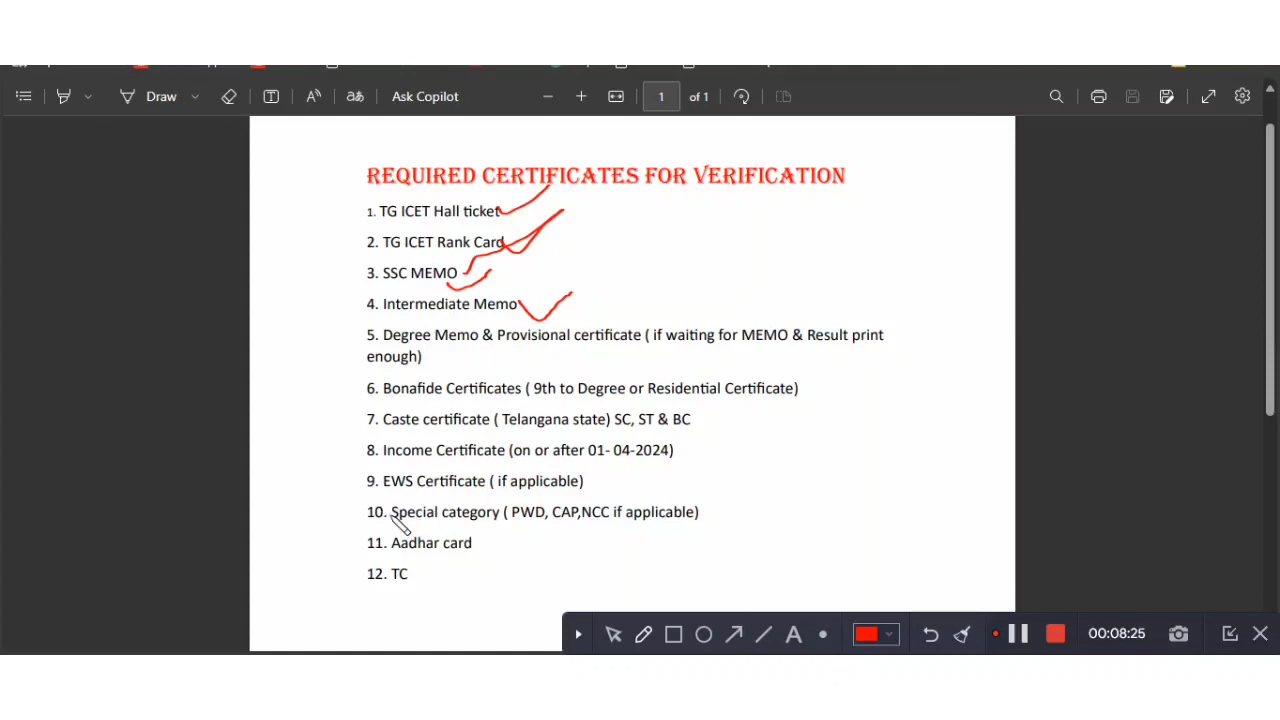 Draw
aあ
Ask Copilot
1 of 1
REQUIRED CERTIFICATES FOR VERIFICATION
1. TG ICET Hall ticket
2. TG ICET Rank Card
3. SSC MEMO
4. Intermediate Memo
5. Degree Memo & Provisional certificate ( if waiting for MEMO & Result print
enough)
6. Bonafide Certificates ( 9th to Degree or Residential Certificate)
7. Caste certificate ( Telangana state) SC, ST & BC
8. Income Certificate (on or after 01- 04-2024)
9. EWS Certificate ( if applicable)
10. Special category ( PWD, CAP,NCC if applicable)
11. Aadhar card
12. TC
00:08:25